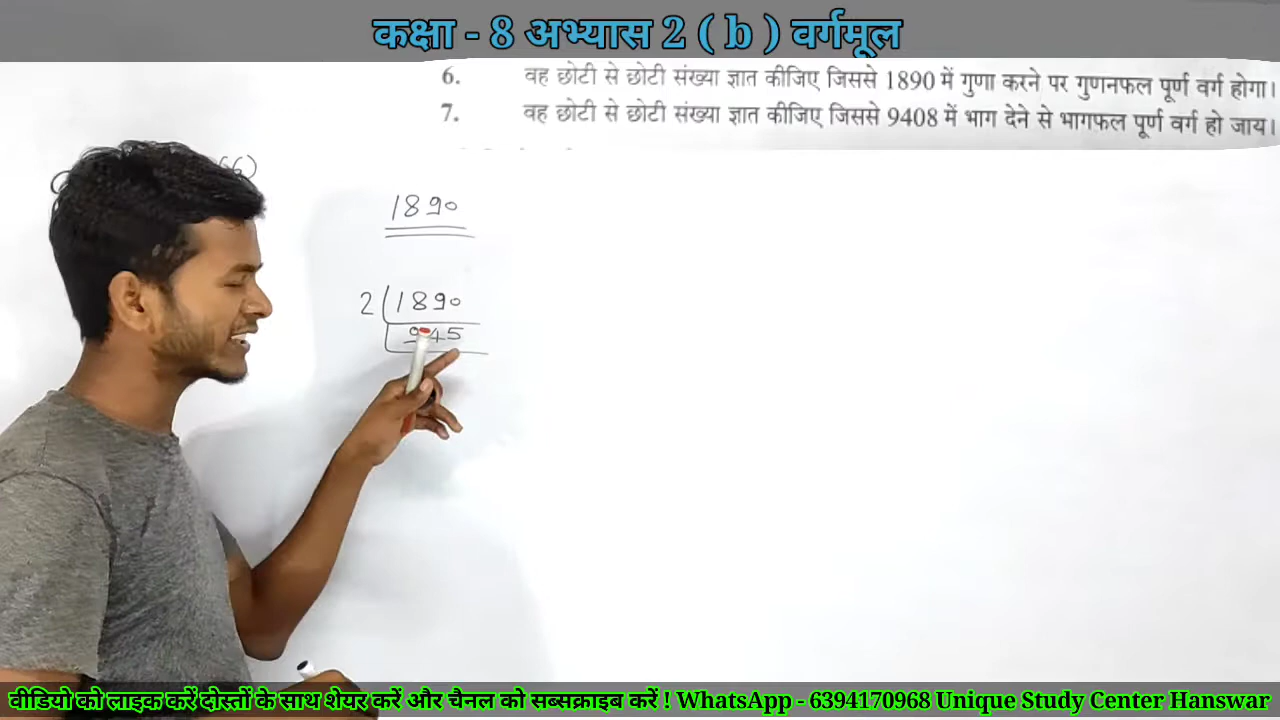 कक्षा - 8 अभ्यास 2 ( b ) वर्गमूल
6. वह छोटी से छोटी संख्या ज्ञात कीजिए जिससे 1890 में गुणा करने पर गुणनफल पूर्ण वर्ग होगा।
7. वह छोटी से छोटी संख्या ज्ञात कीजिए जिससे 9408 में भाग देने से भागफल पूर्ण वर्ग हो जाय।
1890
2 1890
945
वीडियो को लाइक करें दोस्तों के साथ शेयर करें और चैनल को सब्सक्राइब करें ! WhatsApp - 6394170968 Unique Study Center Hanswar